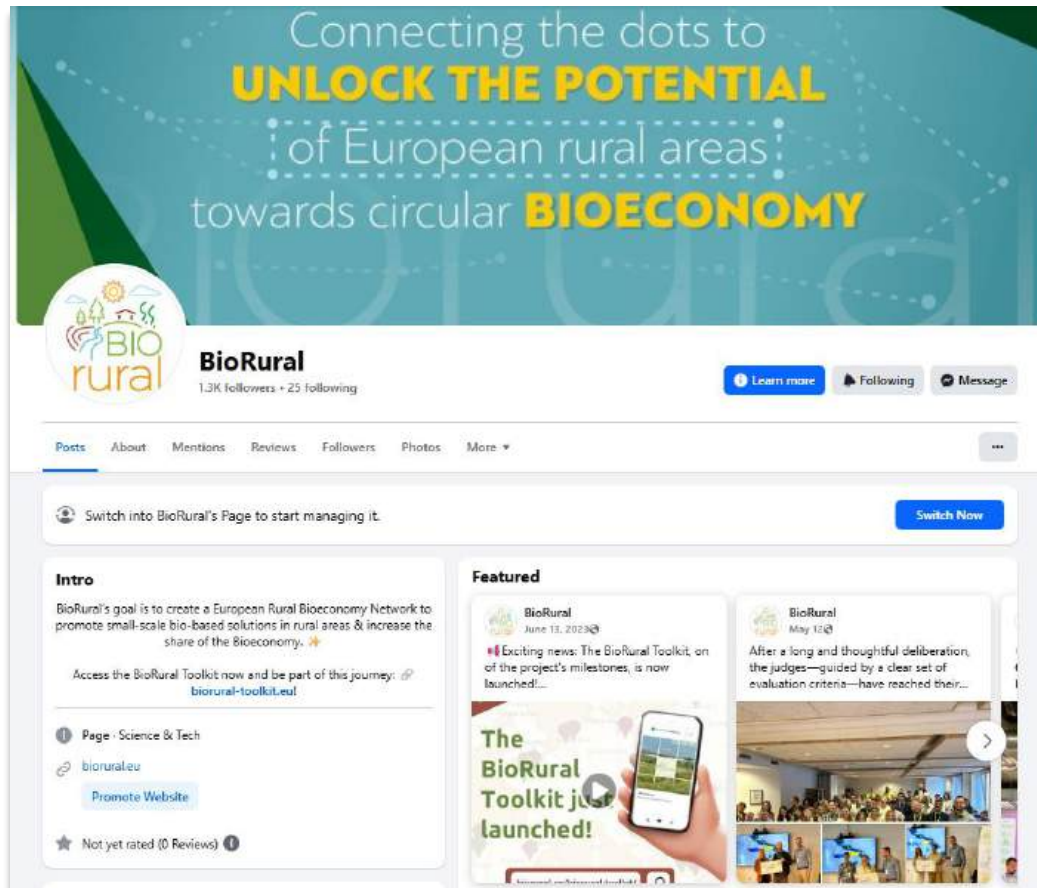 Connecting the dots to
UNLOCK THE POTENTIAL
of European rural areas
towards circular BIOECONOMY
BIO
rural
BioRural
1.3K followers • 25 following
Learn more
Following
Message
Posts About Mentions Reviews Followers Photos More
Switch into BioRural's Page to start managing it.
Switch Now
Intro
BioRural's goal is to create a European Rural Bioeconomy Network to
promote small-scale bio-based solutions in rural areas & increase the
share of the Bioeconomy.
Access the BioRural Toolkit now and be part of this journey:
biorural-toolkit.eu!
Page · Science & Tech
biorural.eu
Promote Website
Not yet rated (0 Reviews)
Featured
BioRural
June 13, 2023
Exciting news: The BioRural Toolkit, on
of the project's milestones, is now
launched!...
The
BioRural
Toolkit just
launched!
BioRural
May 12
After a long and thoughtful deliberation,
the judges—guided by a clear set of
evaluation criteria—have reached their...